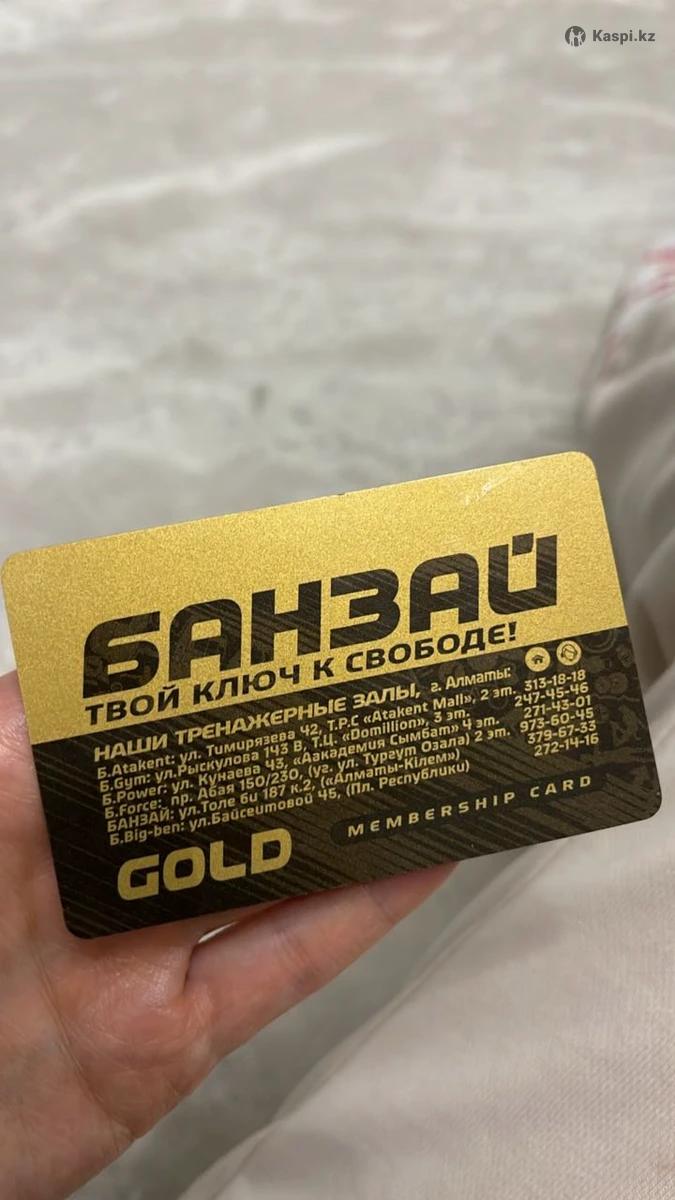 Kaspi.kz
БАНЗАЙ
ТВОЙ КЛЮЧ К СВОБОДЕ!
НАШИ ТРЕНАЖЕРНЫЕ ЗАЛЫ, г. Алматы:
Б.Atakent: ул. Тимирязева 42, Т.Р.С «Atakent Mall», 2 эт. 313-18-18
Б.Gym: ул.Рыскулова 143 В, Т.Ц. «Domillion», 3 эт. 247-45-46
Б.Power: ул. Кунаева 43, «Аакадемия Сымбат» 4 эт. 271-43-01
Б.Force: пр. Абая 150/230, (уг. ул. Тургут Озала) 2 эт. 973-60-45
БАНЗАЙ: ул.Толе би 187 к.2, («Алматы-Кілем») 379-67-33
Б.Big-ben: ул.Байсеитовой 45, (Пл. Республики) 272-14-16
MEMBERSHIP CARD
GOLD